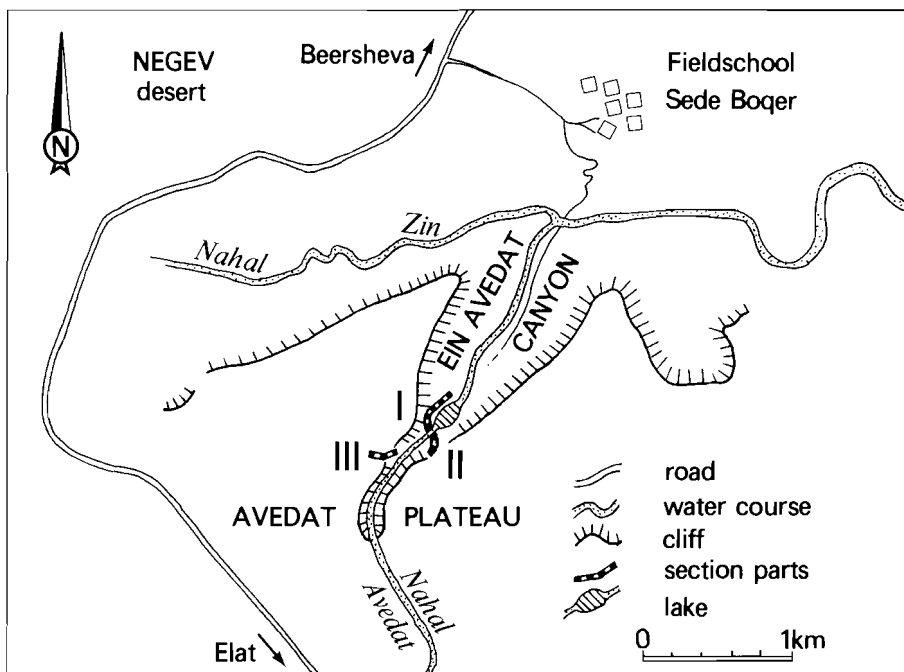 NEGEV
desert
Beersheva
Fieldschool
Sede Boqer
N
Nahal Zin
EIN AVEDAT
CANYON
I
III
II
AVEDAT PLATEAU
Nahal
Avedat
Elat
road
water course
cliff
section parts
lake
0 1km